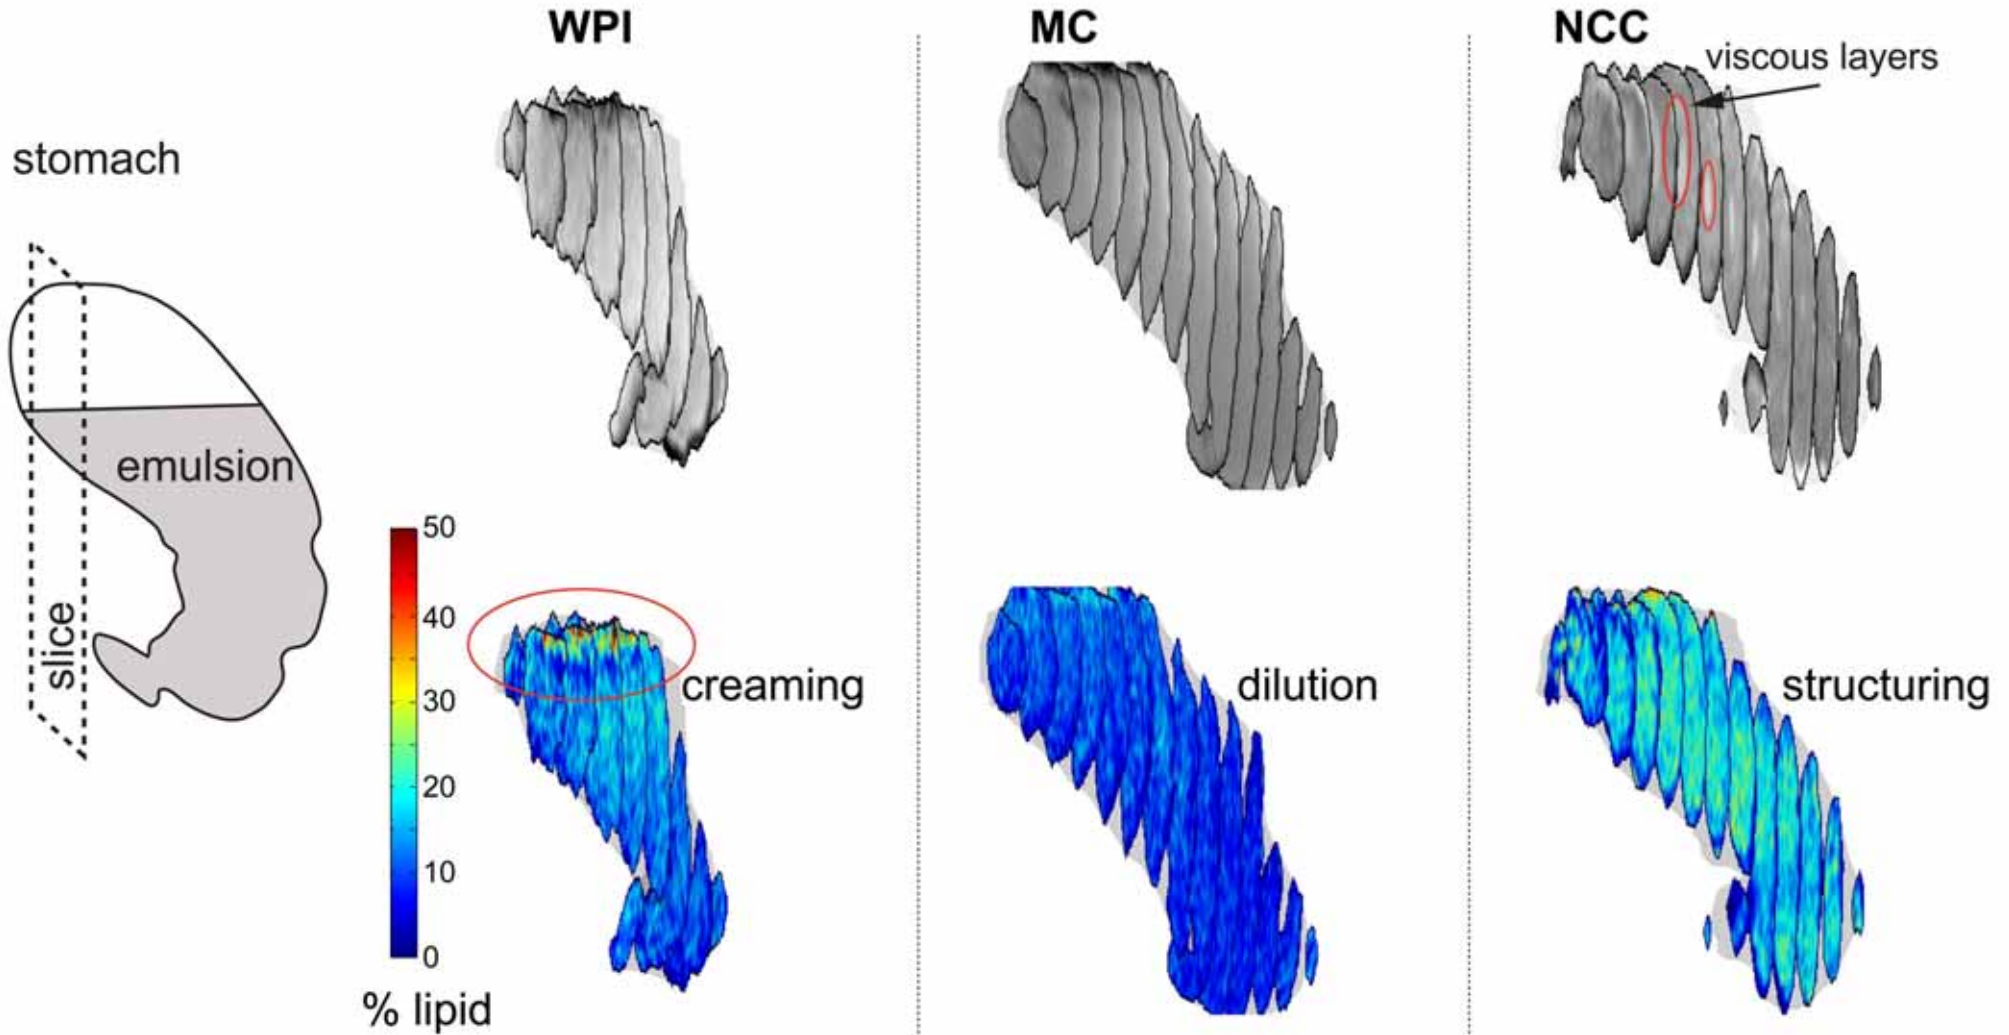 WPI
MC
NCC
viscous layers
stomach
emulsion
slice
50
40
30
20
10
0
% lipid
creaming
dilution
structuring